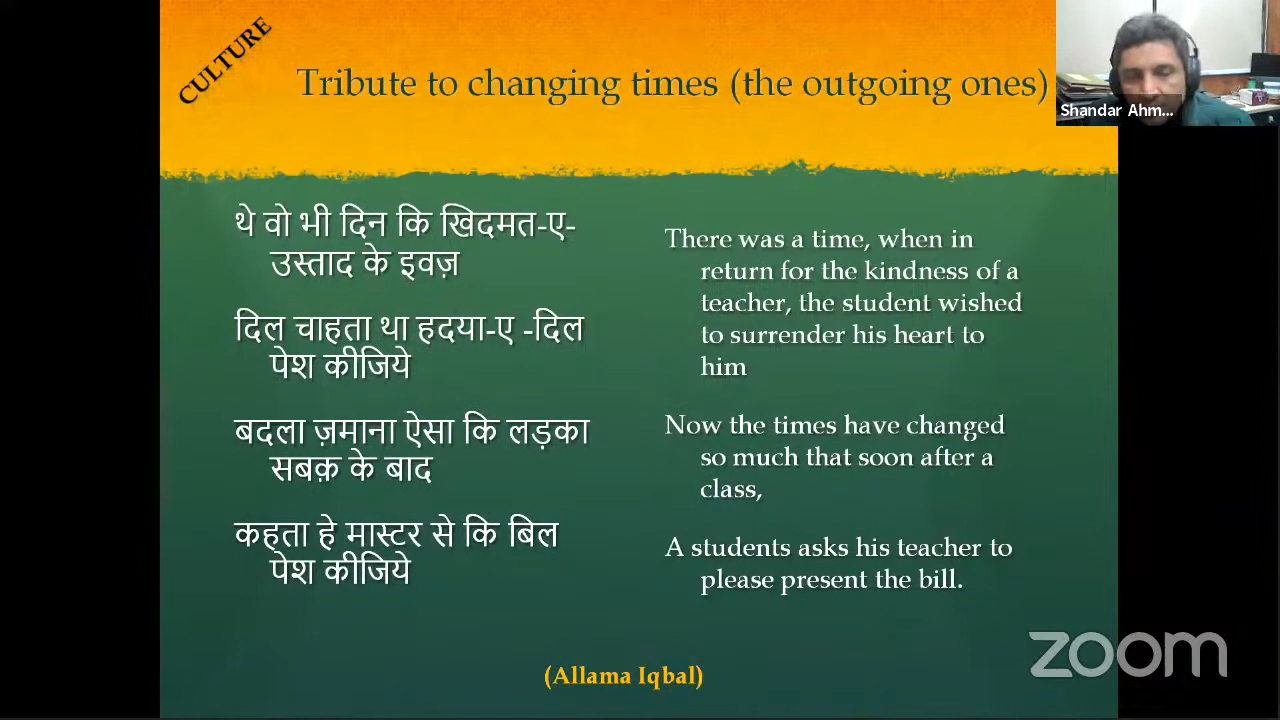 CULTURE
Tribute to changing times (the outgoing ones)
Shandar Ahm...
थे वो भी दिन कि खिदमत-ए-
उस्ताद के इवज़
दिल चाहता था हदया-ए -दिल
पेश कीजिये
बदला ज़माना ऐसा कि लड़का
सबक़ के बाद
कहता हे मास्टर से कि बिल
पेश कीजिये
There was a time, when in
return for the kindness of a
teacher, the student wished
to surrender his heart to
him
Now the times have changed
so much that soon after a
class,
A students asks his teacher to
please present the bill.
(Allama Iqbal)
zoom